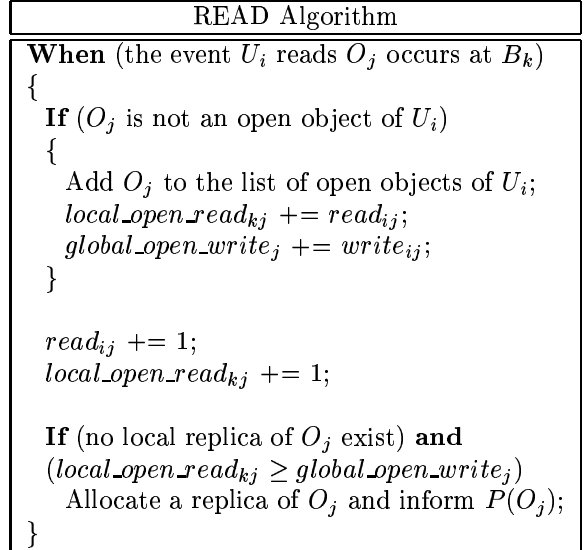 READ Algorithm
When (the event U_i reads O_j occurs at B_k)
{
If (O_j is not an open object of U_i)
{
Add O_j to the list of open objects of U_i;
local_open_read_kj += read_ij;
global_open_write_j += write_ij;
}
read_ij += 1;
local_open_read_kj += 1;
If (no local replica of O_j exist) and
(local_open_read_kj ≥ global_open_write_j)
Allocate a replica of O_j and inform P(O_j);
}